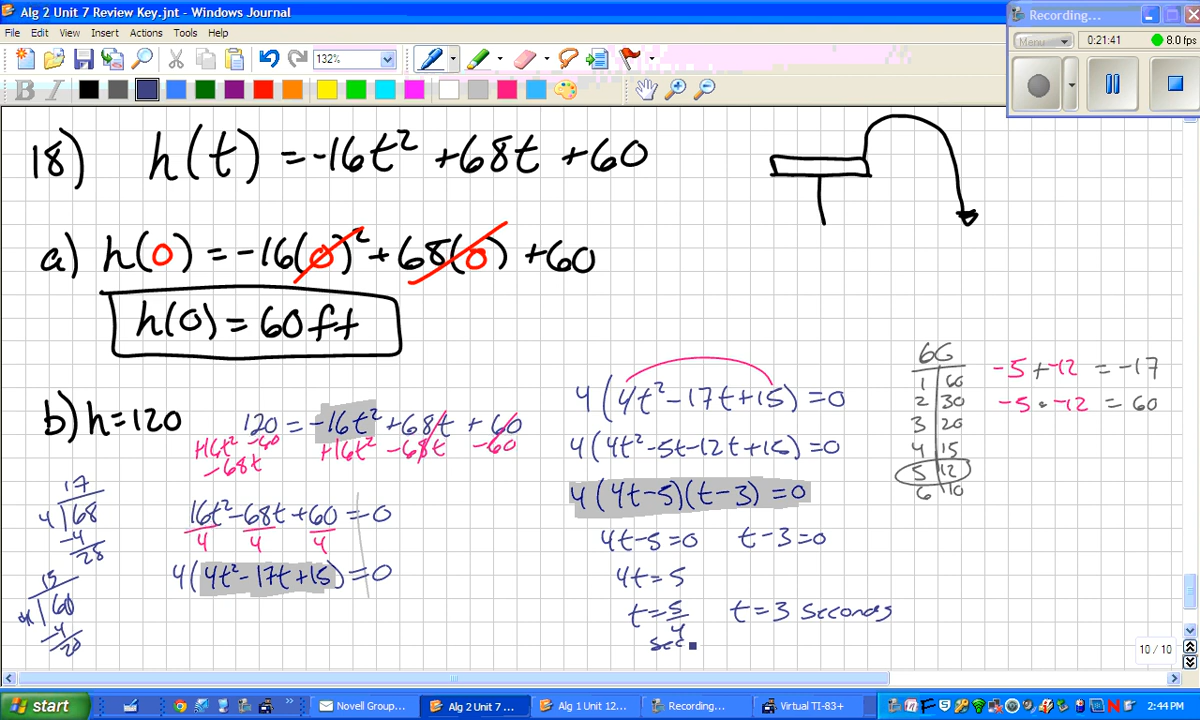 Alg 2 Unit 7 Review Key.jnt - Windows Journal
Recording...
File Edit View Insert Actions Tools Help
Menu
0:21:41
8.0 fps
132%
B I
18) h(t) = -16t² + 68t + 60
a) h(0) = -16(0)² + 68(0) + 60
h(0) = 60ft
b) h = 120
120 = -16t² + 68t + 60
+16t² -60 +16t² -68t -60
-68t
16t² - 68t + 60 = 0
4 4 4
4(4t² - 17t + 15) = 0
17
4|68
-4
28
15
4|60
-4
20
4(4t² - 17t + 15) = 0
4(4t² - 5t - 12t + 15) = 0
4(4t - 5)(t - 3) = 0
4t - 5 = 0 t - 3 = 0
4t = 5
t = 5/4 t = 3 seconds
sec
1 60
2 30
3 20
4 15
5 12
6 10
-5 + -12 = -17
-5 · -12 = 60
10 / 10
start
Novell Group...
Alg 2 Unit 7 ...
Alg 1 Unit 12...
Recording...
Virtual TI-83+
2:44 PM